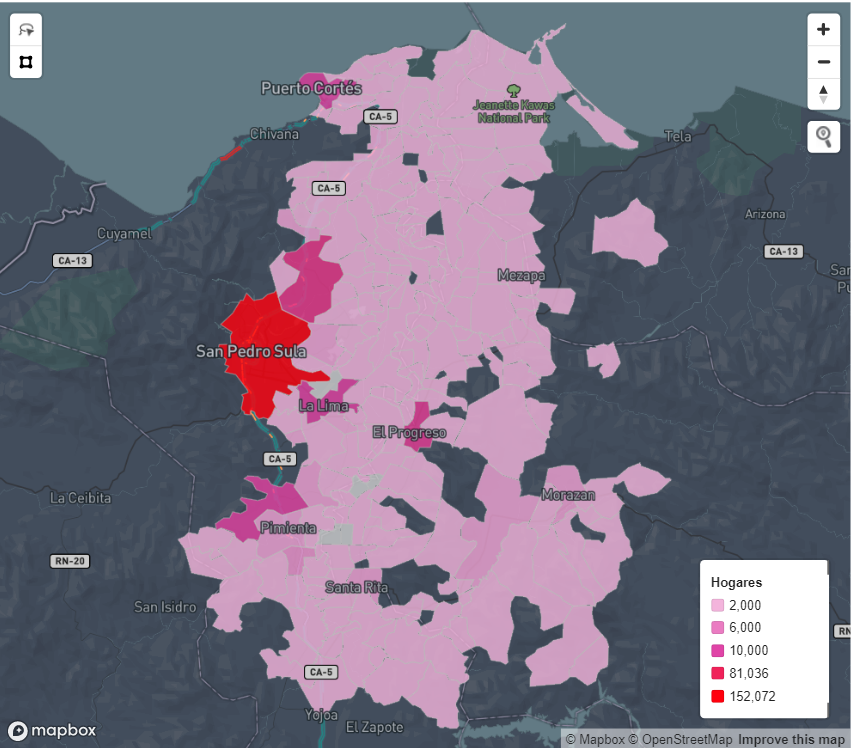 Puerto Cortés
CA-5
Jeanette Kawas
National Park
Chivana
Tela
CA-5
Arizona
Cuyamel
CA-13
CA-13
San
Mezapa
San Pedro Sula
La Lima
El Progreso
CA-5
La Ceibita
Morazan
Pimienta
RN-20
Santa Rita
San Isidro
CA-5
Yojoa
El Zapote
Hogares
2,000
6,000
10,000
81,036
152,072
RN
mapbox
© Mapbox © OpenStreetMap Improve this map